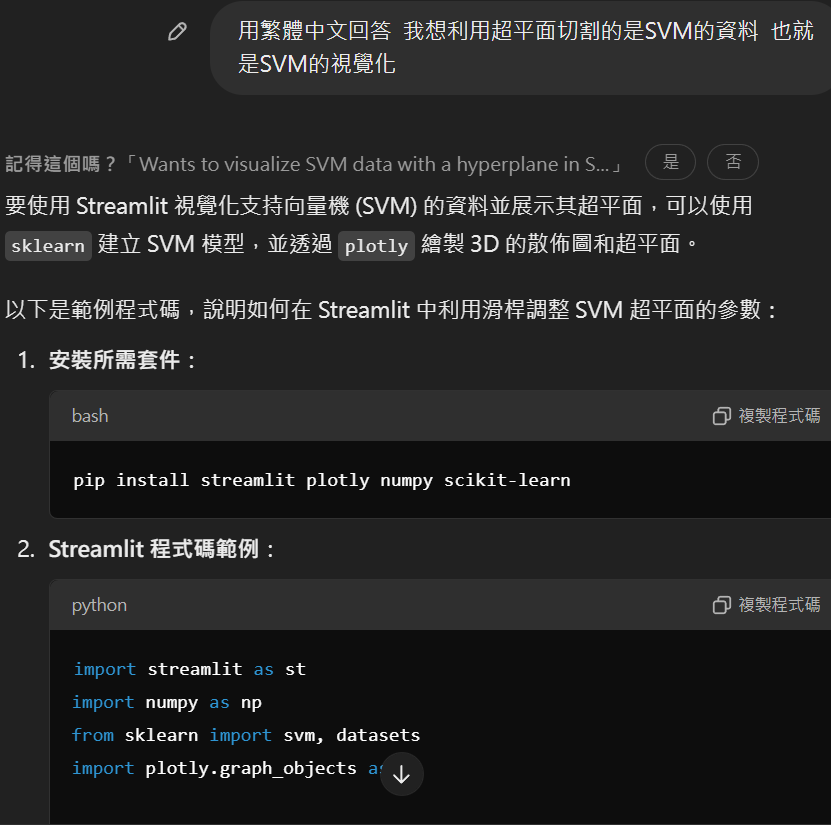 用繁體中文回答 我想利用超平面切割的是SVM的資料 也就
是SVM的視覺化
記得這個嗎？「Wants to visualize SVM data with a hyperplane in S...」 是 否
要使用 Streamlit 視覺化支持向量機 (SVM) 的資料並展示其超平面，可以使用
sklearn 建立 SVM 模型，並透過 plotly 繪製 3D 的散佈圖和超平面。
以下是範例程式碼，說明如何在 Streamlit 中利用滑桿調整 SVM 超平面的參數：
1. 安裝所需套件：
bash 複製程式碼
pip install streamlit plotly numpy scikit-learn
2. Streamlit 程式碼範例：
python 複製程式碼
import streamlit as st
import numpy as np
from sklearn import svm, datasets
import plotly.graph_objects